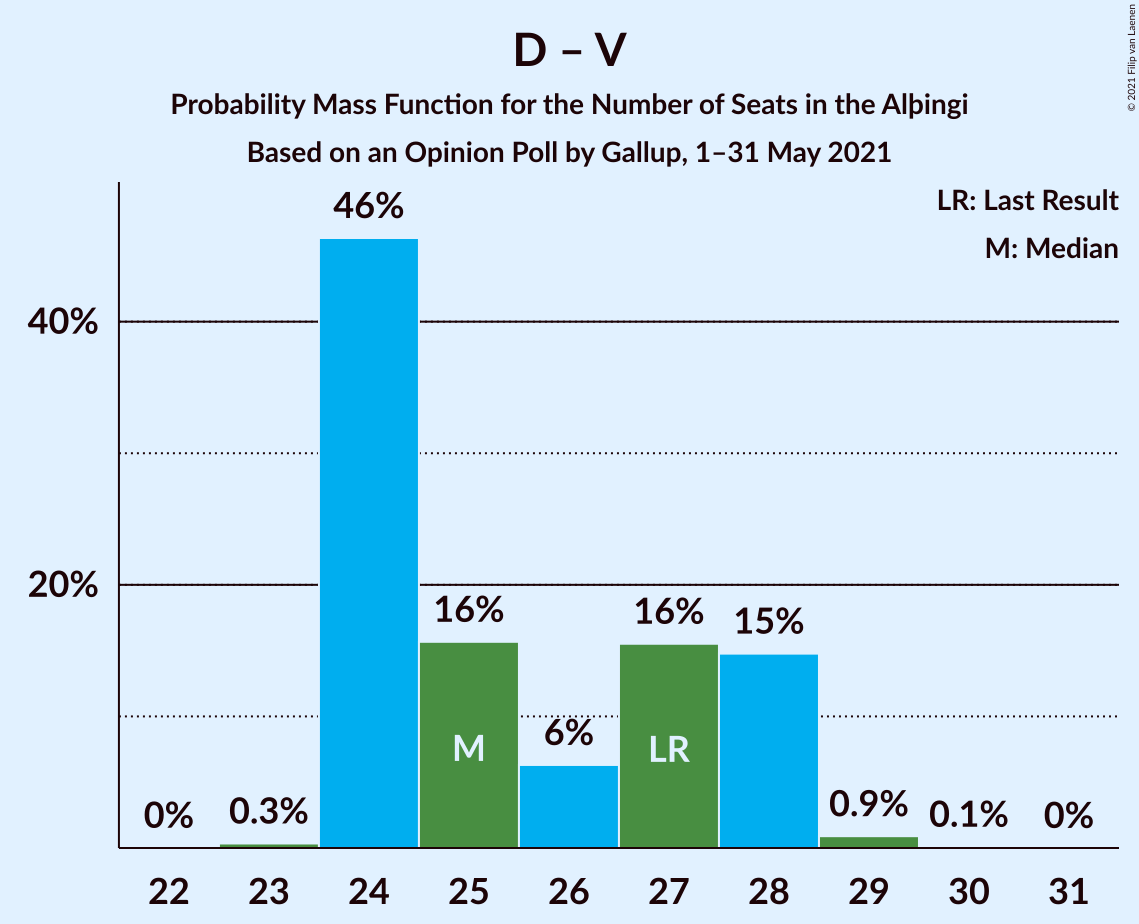 D – V
Probability Mass Function for the Number of Seats in the Alþingi
Based on an Opinion Poll by Gallup, 1–31 May 2021
© 2021 Filip van Laenen
LR: Last Result
M: Median
40%
20%
0%
0.3%
46%
16%
6%
16%
15%
0.9%
0.1%
0%
M
LR
22
23
24
25
26
27
28
29
30
31